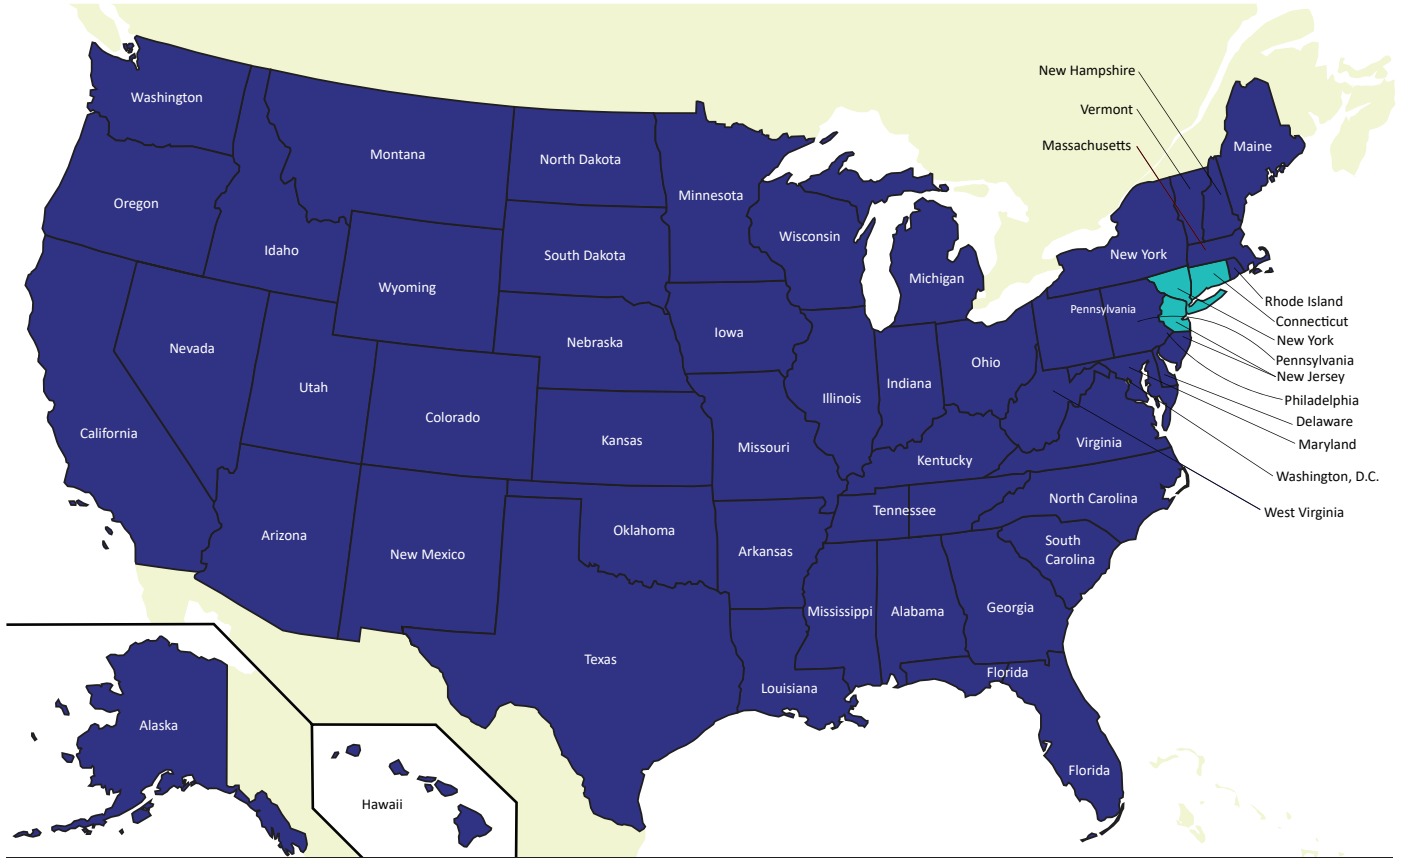 New Hampshire
Vermont
Massachusetts
Maine
Washington
Montana
North Dakota
Minnesota
Oregon
Idaho
South Dakota
Wisconsin
New York
Michigan
Wyoming
Rhode Island
Pennsylvania
Connecticut
Nevada
Nebraska
Iowa
New York
Ohio
Pennsylvania
New Jersey
Utah
Indiana
Illinois
Philadelphia
Colorado
Delaware
California
Kansas
Missouri
Virginia
Maryland
Kentucky
Washington, D.C.
North Carolina
West Virginia
Tennessee
Arizona
Oklahoma
New Mexico
Arkansas
South
Carolina
Mississippi
Alabama
Georgia
Texas
Florida
Louisiana
Alaska
Florida
Hawaii